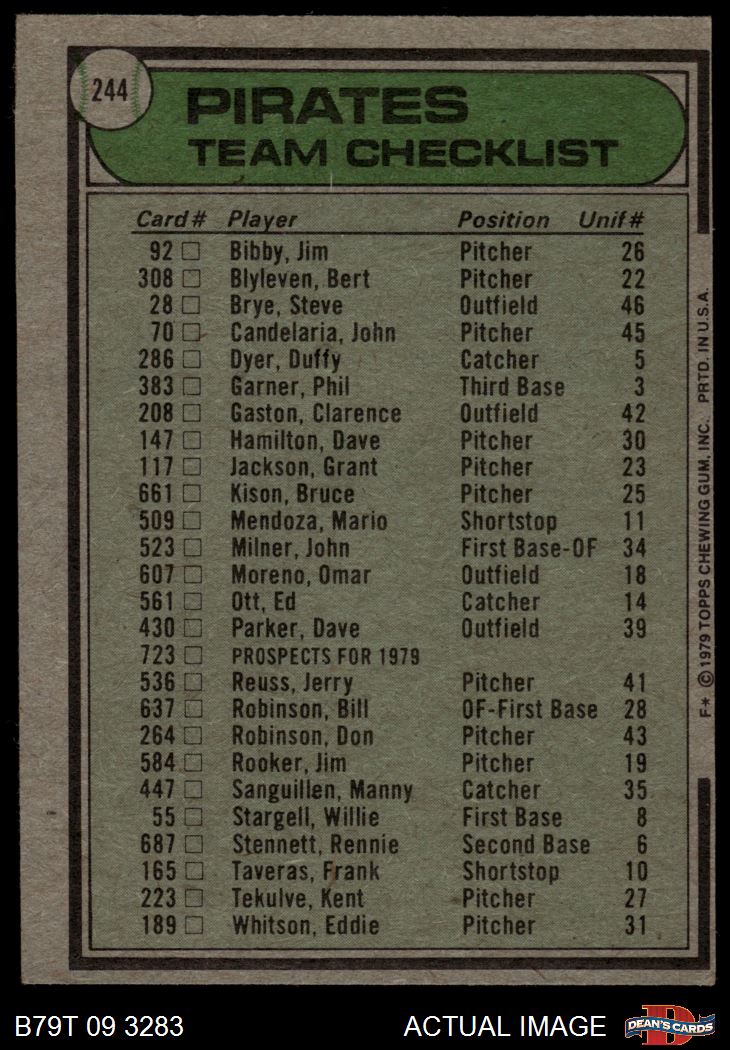 244
PIRATES
TEAM CHECKLIST
Card# Player Position Unif#
92 Bibby, Jim Pitcher 26
308 Blyleven, Bert Pitcher 22
28 Brye, Steve Outfield 46
70 Candelaria, John Pitcher 45
286 Dyer, Duffy Catcher 5
383 Garner, Phil Third Base 3
208 Gaston, Clarence Outfield 42
147 Hamilton, Dave Pitcher 30
117 Jackson, Grant Pitcher 23
661 Kison, Bruce Pitcher 25
509 Mendoza, Mario Shortstop 11
523 Milner, John First Base-OF 34
607 Moreno, Omar Outfield 18
561 Ott, Ed Catcher 14
430 Parker, Dave Outfield 39
723 PROSPECTS FOR 1979
536 Reuss, Jerry Pitcher 41
637 Robinson, Bill OF-First Base 28
264 Robinson, Don Pitcher 43
584 Rooker, Jim Pitcher 19
447 Sanguillen, Manny Catcher 35
55 Stargell, Willie First Base 8
687 Stennett, Rennie Second Base 6
165 Taveras, Frank Shortstop 10
223 Tekulve, Kent Pitcher 27
189 Whitson, Eddie Pitcher 31
F* © 1979 TOPPS CHEWING GUM, INC. PRTD. IN U.S.A.
B79T 09 3283 ACTUAL IMAGE
D
DEAN'S CARDS